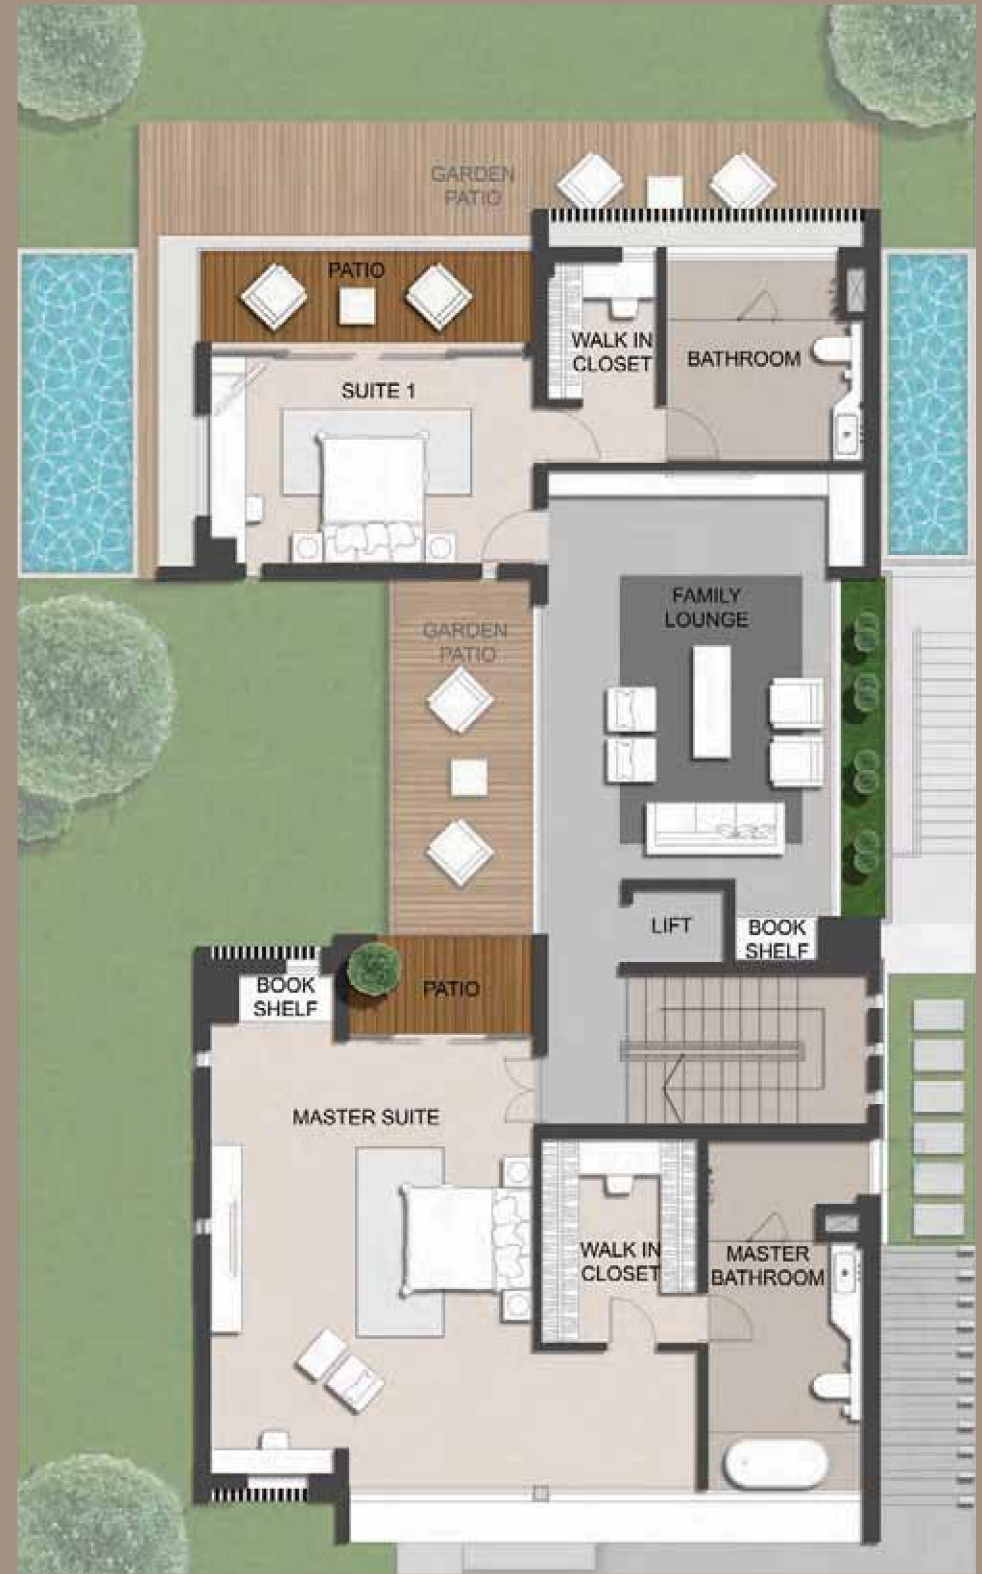 GARDEN
PATIO
PATIO
WALK IN
CLOSET
BATHROOM
SUITE 1
FAMILY
LOUNGE
GARDEN
PATIO
LIFT
BOOK
SHELF
BOOK
SHELF
PATIO
MASTER SUITE
WALK IN
CLOSET
MASTER
BATHROOM